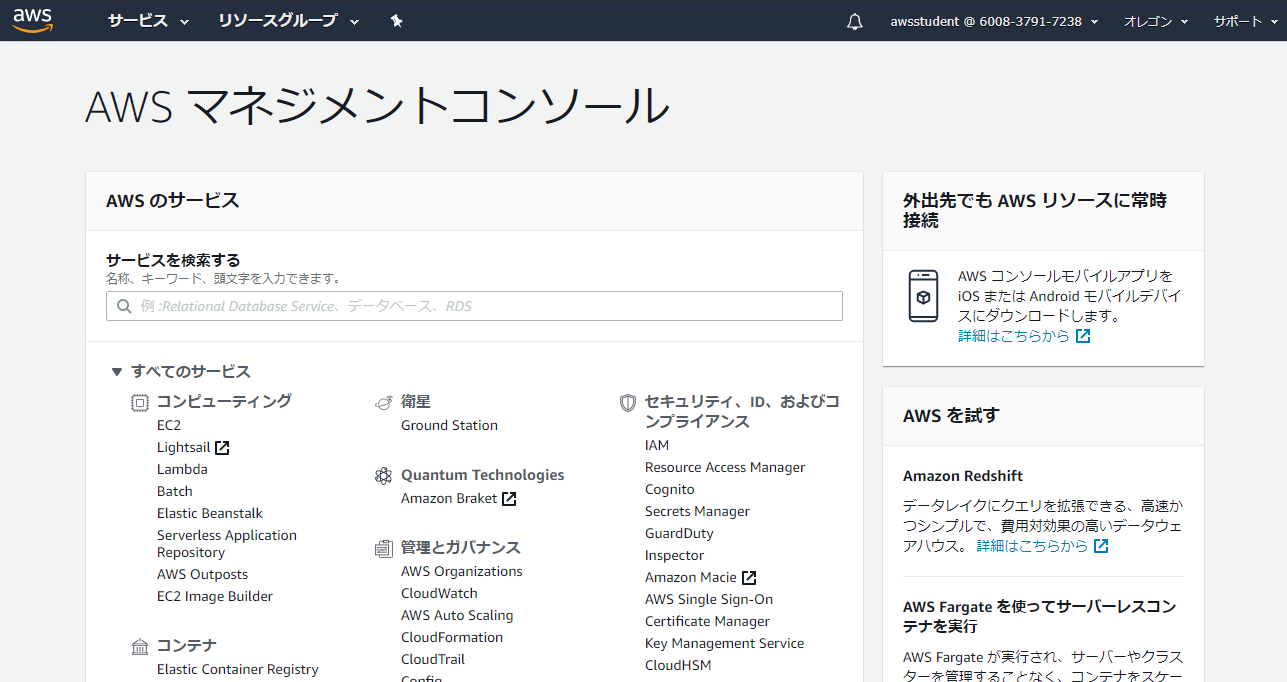 aws
サービス
リソースグループ
awsstudent @ 6008-3791-7238
オレゴン
サポート
AWS マネジメントコンソール
AWS のサービス
サービスを検索する
名称、キーワード、頭文字を入力できます。
例 :Relational Database Service、データベース、RDS
すべてのサービス
コンピューティング
EC2
Lightsail
Lambda
Batch
Elastic Beanstalk
Serverless Application
Repository
AWS Outposts
EC2 Image Builder
コンテナ
Elastic Container Registry
衛星
Ground Station
Quantum Technologies
Amazon Braket
管理とガバナンス
AWS Organizations
CloudWatch
AWS Auto Scaling
CloudFormation
CloudTrail
Config
セキュリティ、ID、およびコ
ンプライアンス
IAM
Resource Access Manager
Cognito
Secrets Manager
GuardDuty
Inspector
Amazon Macie
AWS Single Sign-On
Certificate Manager
Key Management Service
CloudHSM
外出先でも AWS リソースに常時
接続
AWS コンソールモバイルアプリを
iOS または Android モバイルデバイ
スにダウンロードします。
詳細はこちらから
AWS を試す
Amazon Redshift
データレイクにクエリを拡張できる、高速か
つシンプルで、費用対効果の高いデータウェ
アハウス。 詳細はこちらから
AWS Fargate を使ってサーバーレスコン
テナを実行
AWS Fargate が実行され、サーバーやクラス
ターを管理することなく、コンテナをスケー